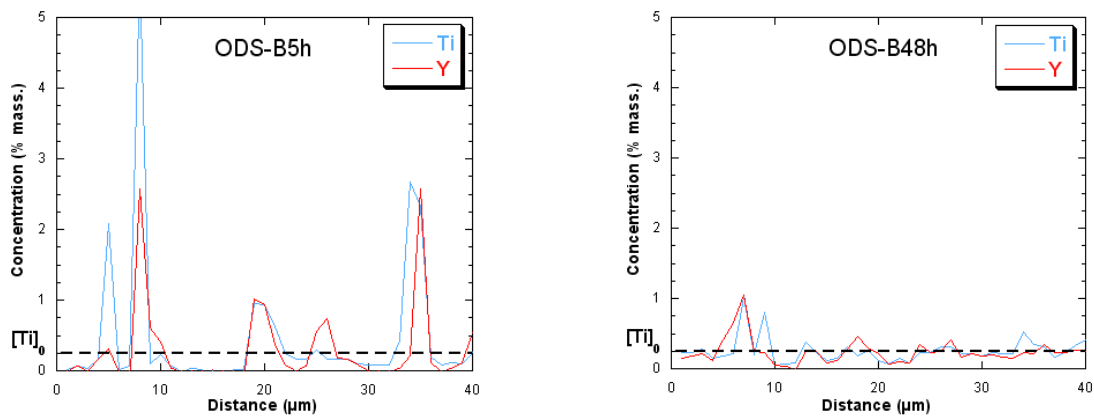 ODS-B5h
Ti
Y
Concentration (% mass.)
5
4
3
2
1
0
[Ti]0
0 10 20 30 40
Distance (µm)
ODS-B48h
Ti
Y
Concentration (% mass.)
5
4
3
2
1
0
[Ti]0
0 10 20 30 40
Distance (µm)